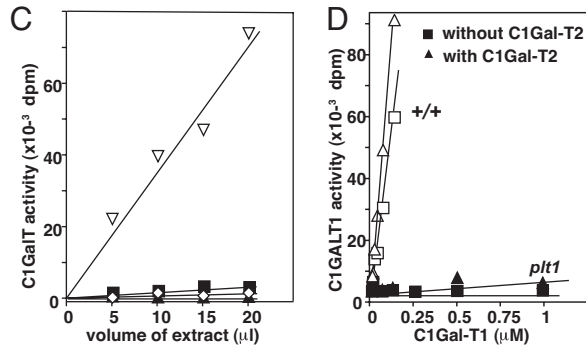 C
D
C1GalT activity (x10⁻³ dpm)
80
60
40
20
0
0
5
10
15
20
volume of extract (µl)
C1GALT1 activity (x10⁻³ dpm)
100
80
60
40
20
0
■ without C1Gal-T2
▲ with C1Gal-T2
+/+
plt1
0
0.25
0.5
0.75
1
C1Gal-T1 (µM)